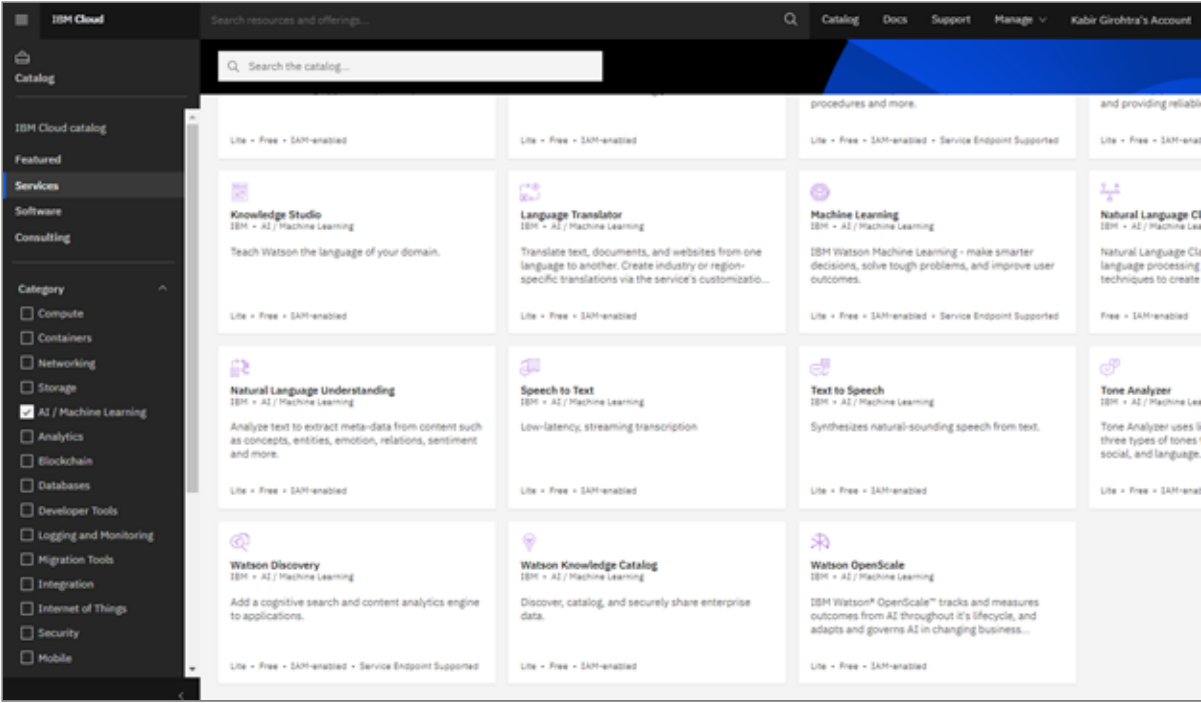 IBM Cloud
Search resources and offerings...
Catalog
Docs
Support
Manage
Kabir Girohtra's Account
Catalog
Search the catalog...
IBM Cloud catalog
Featured
Services
Software
Consulting
Category
Compute
Containers
Networking
Storage
AI / Machine Learning
Analytics
Blockchain
Databases
Developer Tools
Logging and Monitoring
Migration Tools
Integration
Internet of Things
Security
Mobile
Lite • Free • IAM-enabled
Lite • Free • IAM-enabled
procedures and more.
Lite • Free • IAM-enabled • Service Endpoint Supported
and providing
Lite • Free •
Knowledge Studio
IBM • AI / Machine Learning
Teach Watson the language of your domain.
Lite • Free • IAM-enabled
Language Translator
IBM • AI / Machine Learning
Translate text, documents, and websites from one
language to another. Create industry or region-
specific translations via the service's customizatio...
Lite • Free • IAM-enabled
Machine Learning
IBM • AI / Machine Learning
IBM Watson Machine Learning - make smarter
decisions, solve tough problems, and improve user
outcomes.
Lite • Free • IAM-enabled • Service Endpoint Supported
Natural Language
IBM • AI / Machine
Natural Language
language processing
techniques to create
Free • IAM-enabled
Natural Language Understanding
IBM • AI / Machine Learning
Analyze text to extract meta-data from content such
as concepts, entities, emotion, relations, sentiment
and more.
Lite • Free • IAM-enabled
Speech to Text
IBM • AI / Machine Learning
Low-latency, streaming transcription
Lite • Free • IAM-enabled
Text to Speech
IBM • AI / Machine Learning
Synthesizes natural-sounding speech from text.
Lite • Free • IAM-enabled
Tone Analyzer
IBM • AI / Machine
Tone Analyzer uses
three types of tones
social, and language.
Lite • Free •
Watson Discovery
IBM • AI / Machine Learning
Add a cognitive search and content analytics engine
to applications.
Lite • Free • IAM-enabled • Service Endpoint Supported
Watson Knowledge Catalog
IBM • AI / Machine Learning
Discover, catalog, and securely share enterprise
data.
Lite • Free • IAM-enabled
Watson OpenScale
IBM • AI / Machine Learning
IBM Watson® OpenScale™ tracks and measures
outcomes from AI throughout it's lifecycle, and
adapts and governs AI in changing business...
Lite • Free • IAM-enabled